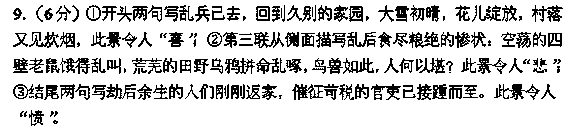 9.（6分）①开头两句写乱兵已去，回到久别的家园，大雪初晴，花儿绽放，村落
又见炊烟，此景令人“喜”；②第三联从侧面描写乱后食尽粮绝的惨状：空荡的四
壁老鼠饿得乱叫，荒芜的田野乌鸦拼命乱啄，鸟兽如此，人何以堪？此景令人“悲”；
③结尾两句写劫后余生的人们刚刚返家，催征苛税的官吏已接踵而至。此景令人
“愤”。